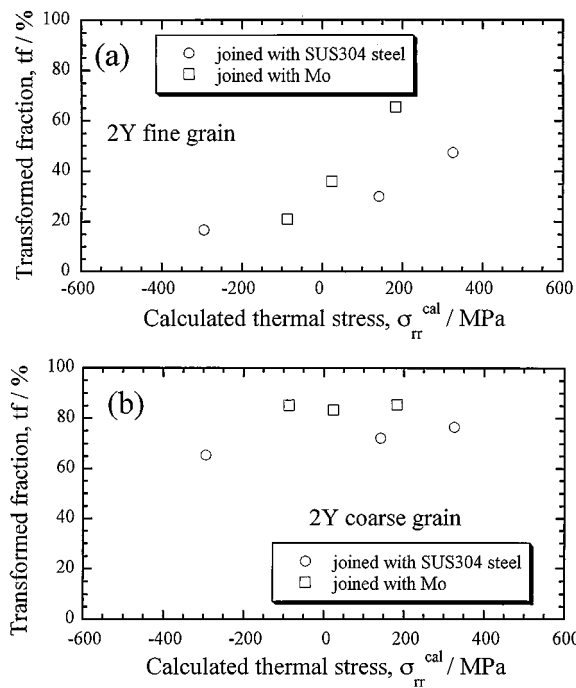 100
80
60
40
20
0
Transformed fraction, tf / %
(a)
joined with SUS304 steel
joined with Mo
2Y fine grain
-600 -400 -200 0 200 400 600
Calculated thermal stress, σrr^cal / MPa
100
80
60
40
20
0
Transformed fraction, tf / %
(b)
2Y coarse grain
joined with SUS304 steel
joined with Mo
-600 -400 -200 0 200 400 600
Calculated thermal stress, σrr^cal / MPa